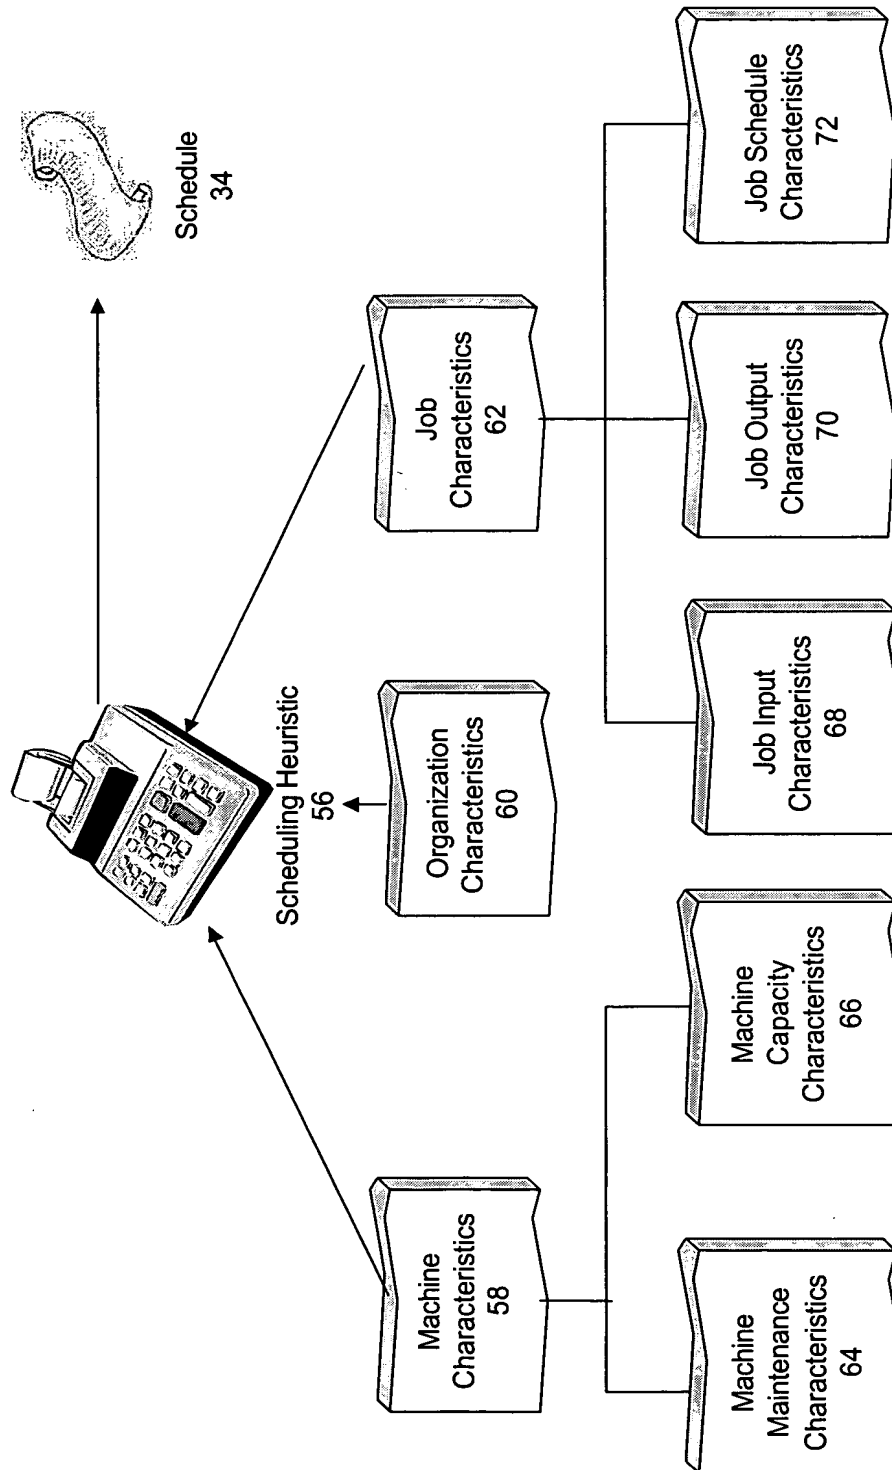 Schedule
34
Scheduling Heuristic
56
Machine
Characteristics
58
Organization
Characteristics
60
Job
Characteristics
62
Machine
Maintenance
Characteristics
64
Machine
Capacity
Characteristics
66
Job Input
Characteristics
68
Job Output
Characteristics
70
Job Schedule
Characteristics
72